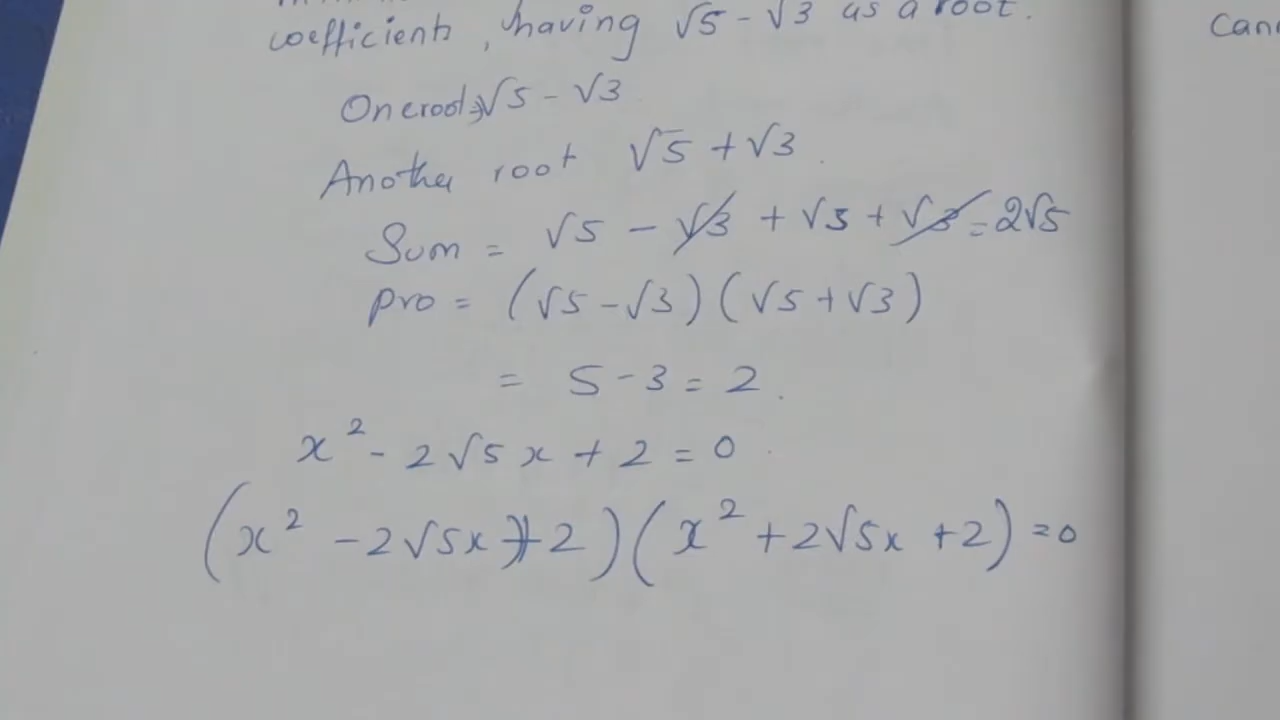 coefficients, having √5 - √3 as a root.
One root √5 - √3
Another root √5 + √3.
Sum = √5 - √3 + √5 + √3 = 2√5
pro = (√5 - √3)(√5 + √3)
= 5 - 3 = 2.
x² - 2√5x + 2 = 0
(x² - 2√5x + 2)(x² + 2√5x + 2) = 0